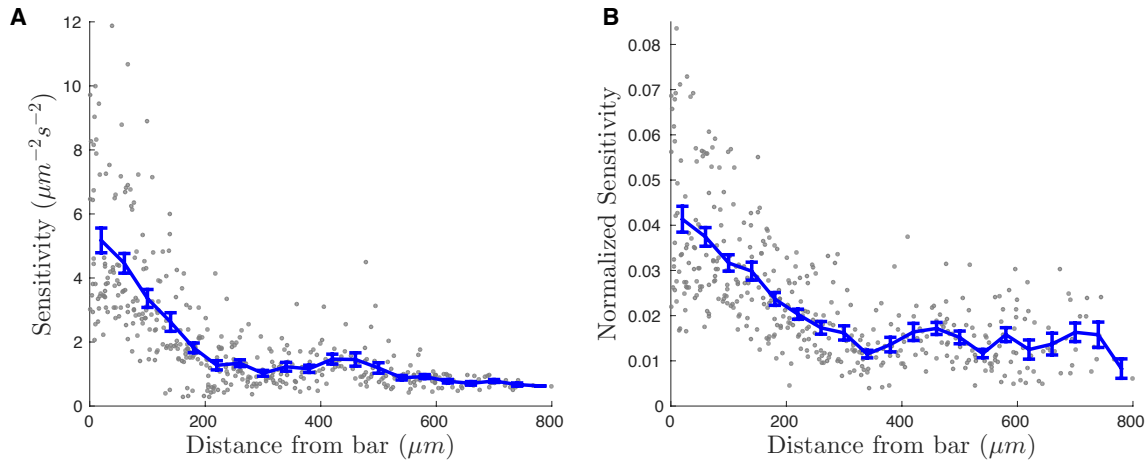 A
12
10
8
6
4
2
0
Sensitivity (μm⁻²s⁻²)
0 200 400 600 800
Distance from bar (μm)
B
0.08
0.07
0.06
0.05
0.04
0.03
0.02
0.01
0
Normalized Sensitivity
0 200 400 600 800
Distance from bar (μm)